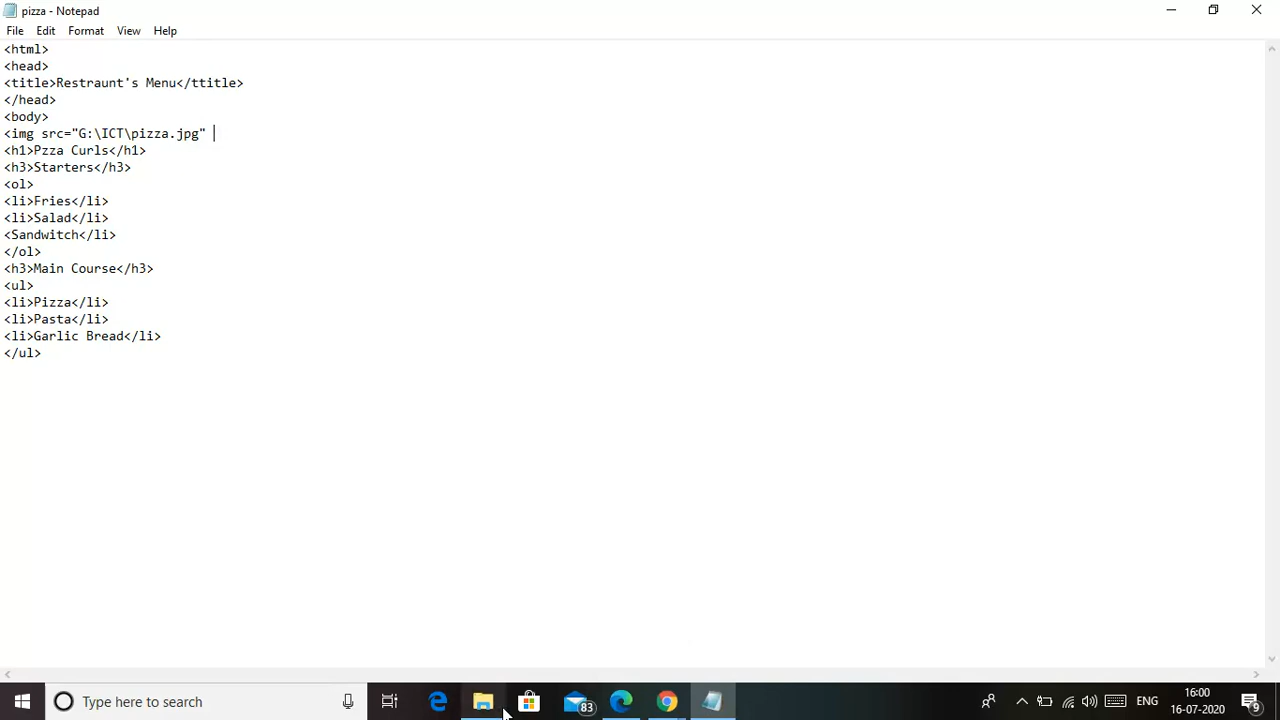 pizza - Notepad
File Edit Format View Help
<html>
<head>
<title>Restraunt's Menu</ttitle>
</head>
<body>
<img src="G:\ICT\pizza.jpg"
<h1>Pzza Curls</h1>
<h3>Starters</h3>
<ol>
<li>Fries</li>
<li>Salad</li>
<Sandwitch</li>
</ol>
<h3>Main Course</h3>
<ul>
<li>Pizza</li>
<li>Pasta</li>
<li>Garlic Bread</li>
</ul>
Type here to search 83 ENG 16:00
16-07-2020 9